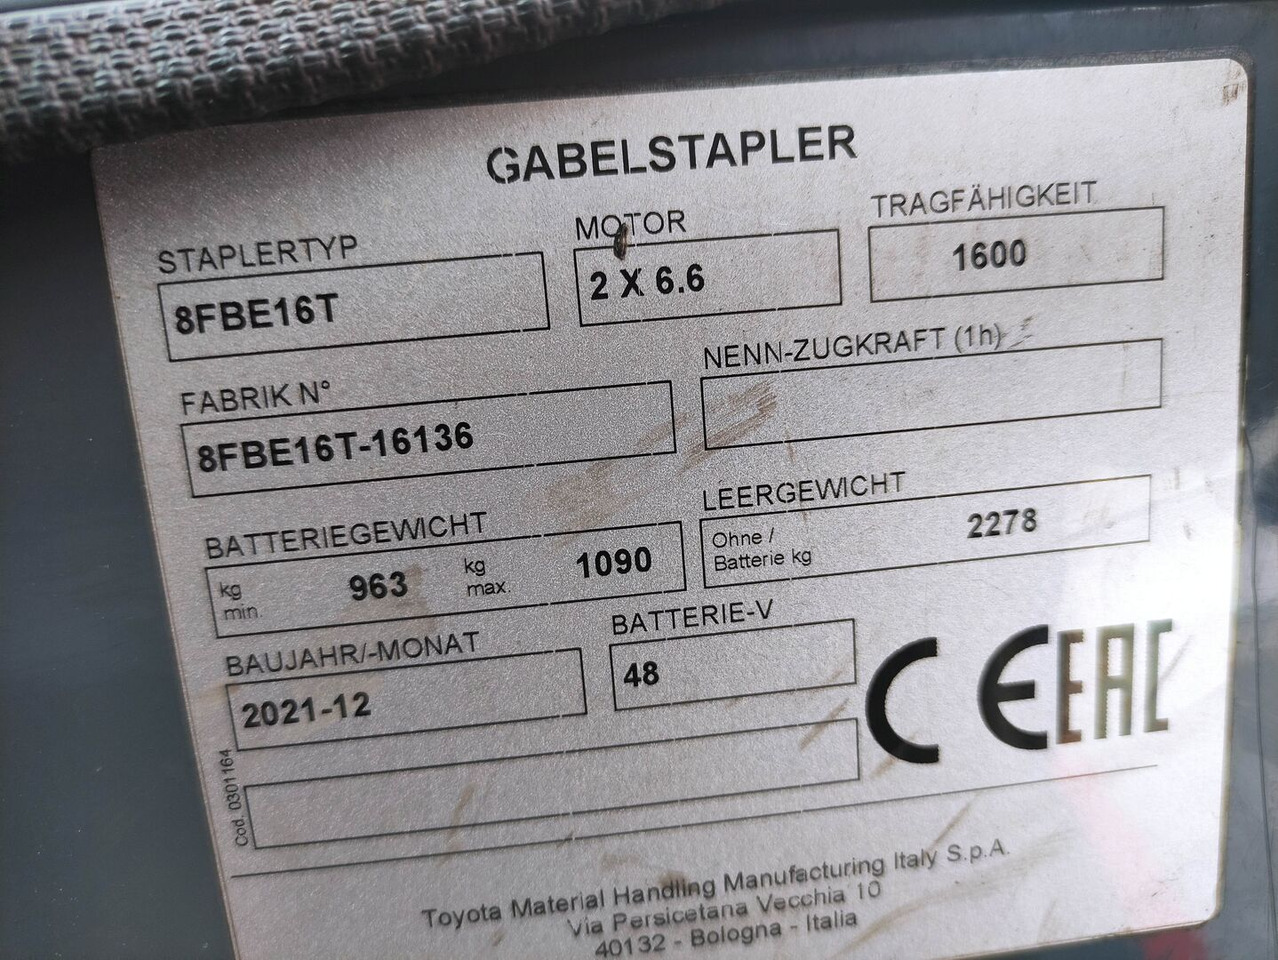 GABELSTAPLER
STAPLERTYP
8FBE16T
MOTOR
2 X 6.6
TRAGFÄHIGKEIT
1600
FABRIK N°
8FBE16T-16136
NENN-ZUGKRAFT (1h)
BATTERIEGEWICHT
kg min. 963 kg max. 1090
LEERGEWICHT
Ohne / Batterie kg 2278
BAUJAHR/-MONAT
2021-12
BATTERIE-V
48
CE EAC
Cod. 0301164
Toyota Material Handling Manufacturing Italy S.p.A.
Via Persicetana Vecchia 10
40132 - Bologna - Italia